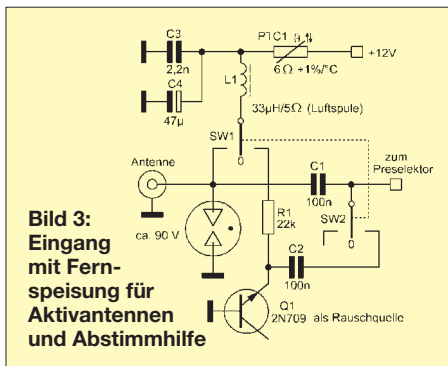 C3
2,2n
C4
47µ
PTC1
ϑ
+12V
6Ω +1%/°C
L1
33µH/5Ω (Luftspule)
SW1
0
Antenne
C1
100n
zum
Preselektor
SW2
0
R1
22k
ca. 90 V
C2
100n
Q1
2N709 als Rauschquelle
Bild 3:
Eingang
mit Fern-
speisung für
Aktivantennen
und Abstimmhilfe